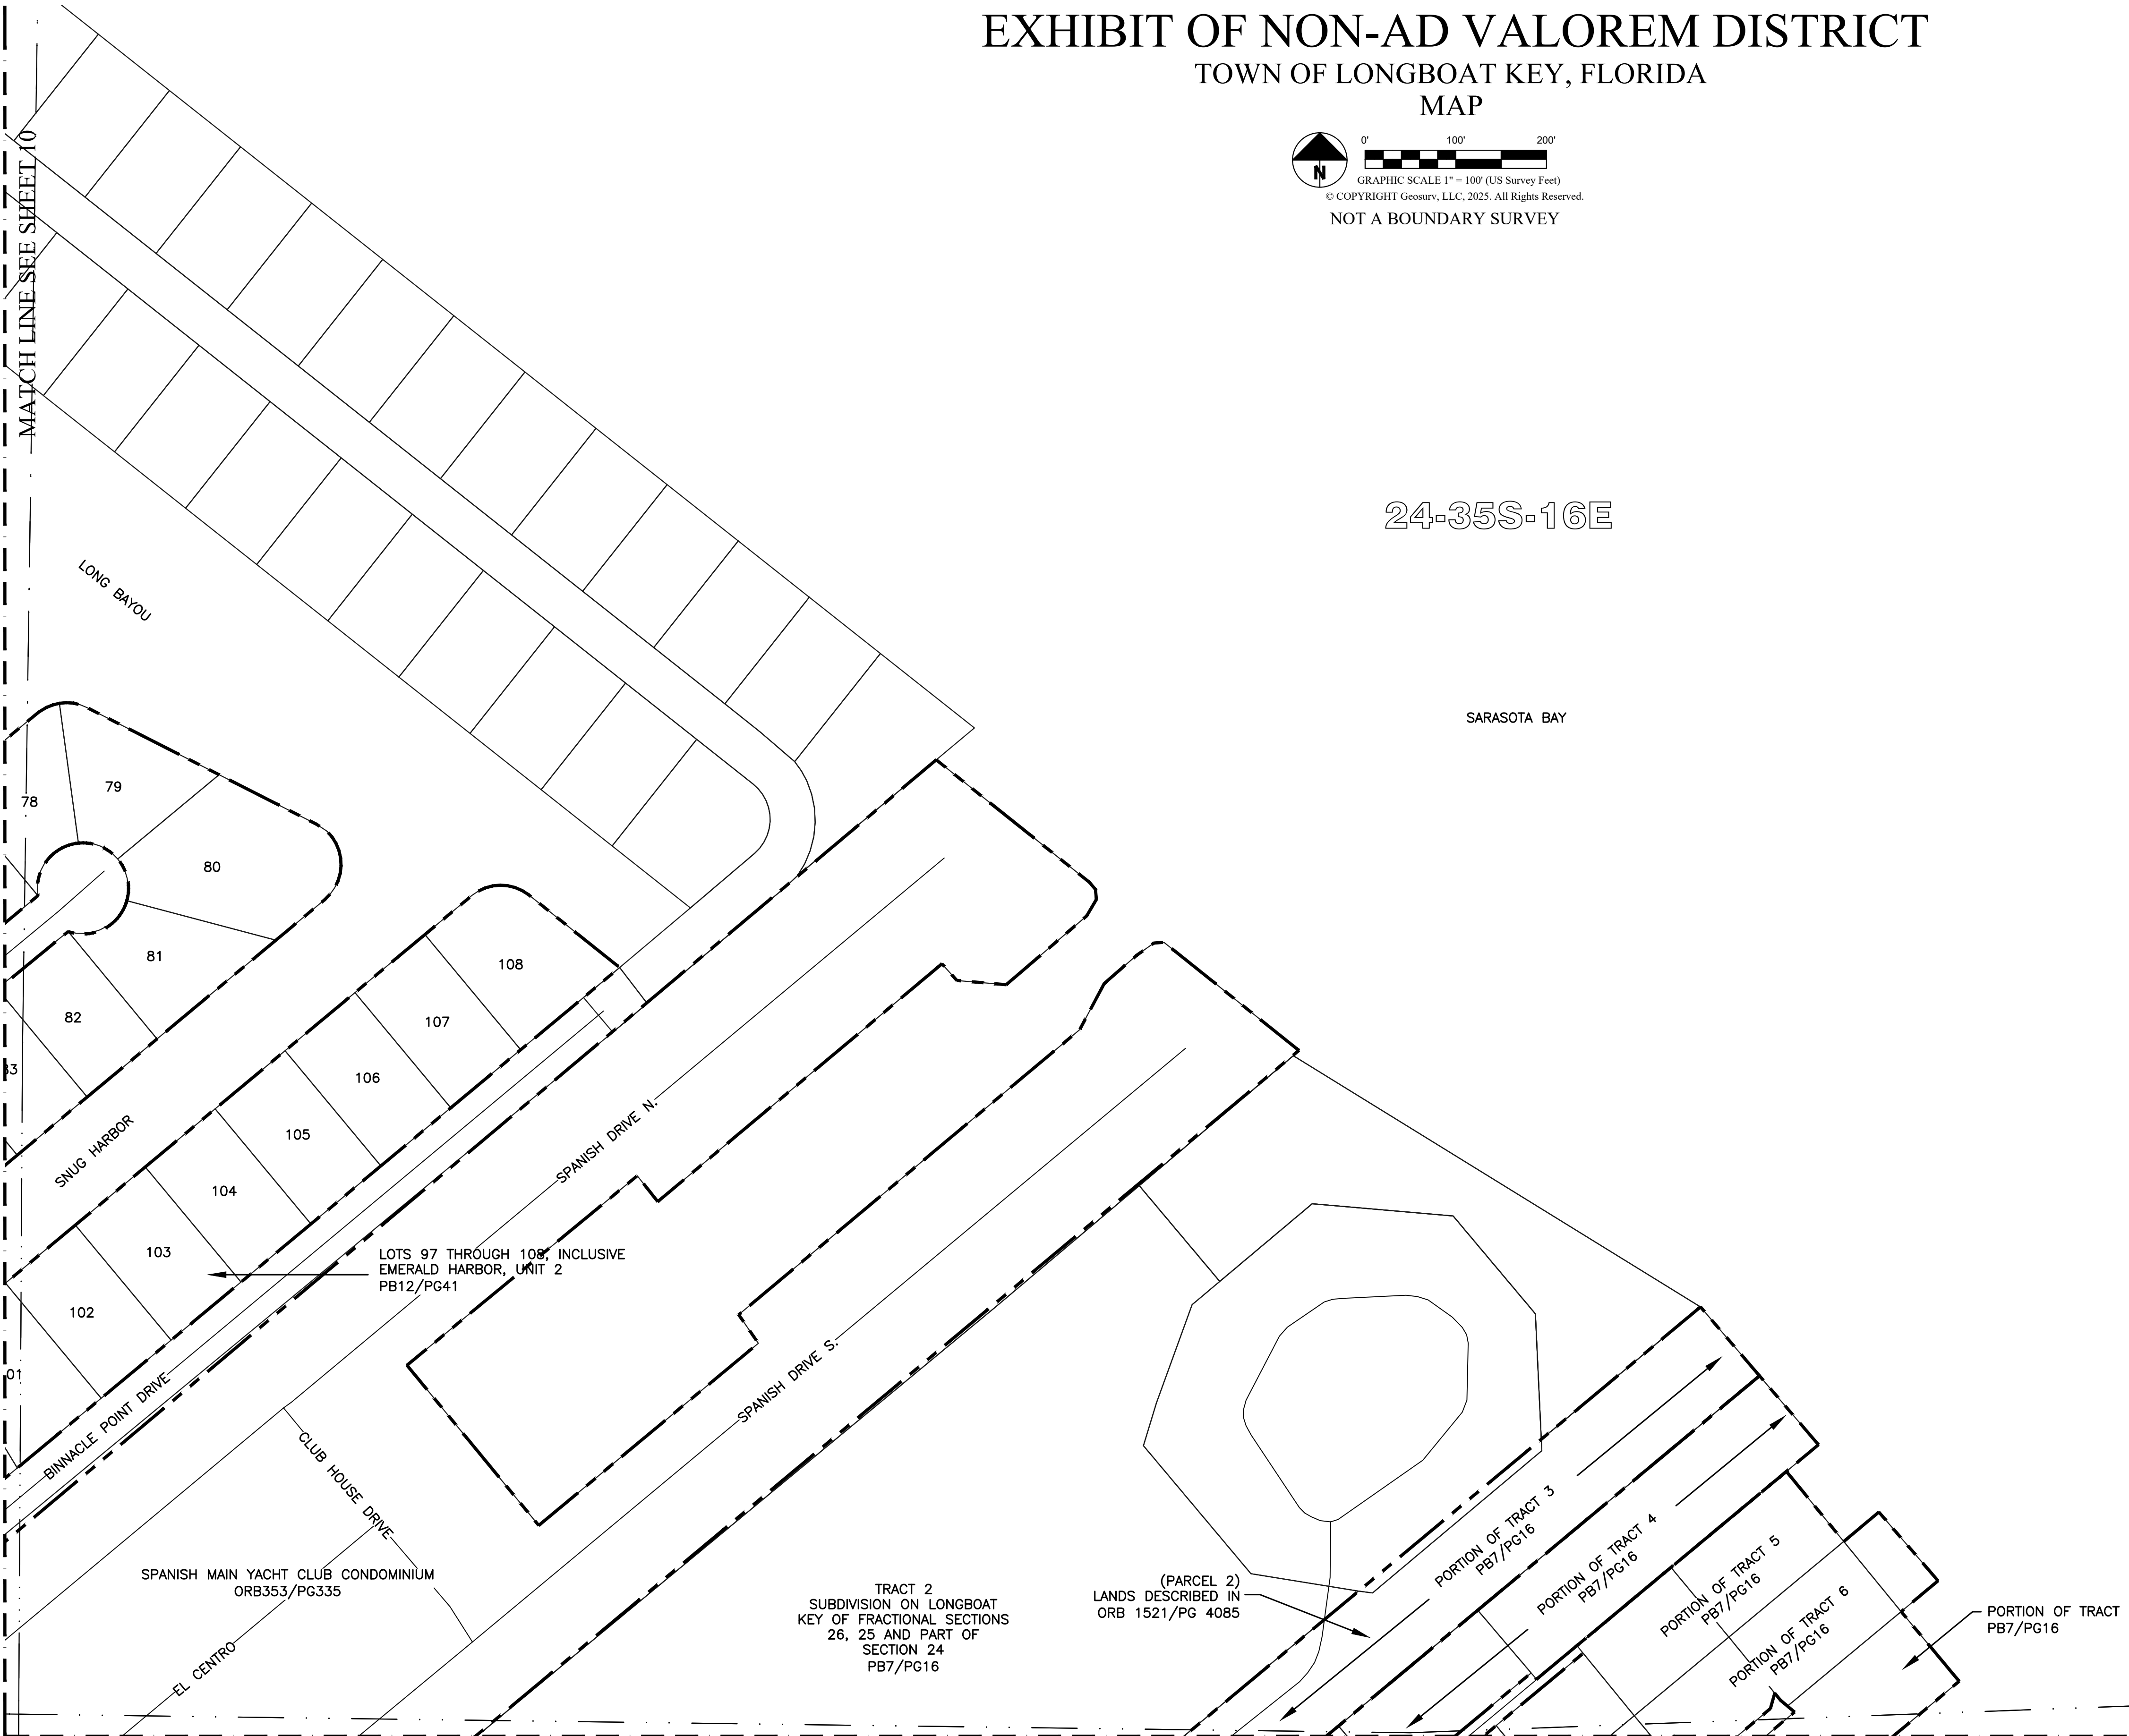 EXHIBIT OF NON-AD VALOREM DISTRICT
TOWN OF LONGBOAT KEY, FLORIDA
MAP
0' 100' 200'
N
GRAPHIC SCALE 1" = 100' (US Survey Feet)
© COPYRIGHT Geosurv, LLC, 2025. All Rights Reserved.
NOT A BOUNDARY SURVEY
MATCH LINE SEE SHEET 10
24-35S-16E
LONG BAYOU
SARASOTA BAY
79
78
80
81
108
82
107
33
106
SNUG HARBOR
105
SPANISH DRIVE N.
104
103
LOTS 97 THROUGH 108, INCLUSIVE
EMERALD HARBOR, UNIT 2
PB12/PG41
102
01
BINNACLE POINT DRIVE
SPANISH DRIVE S.
CLUB HOUSE DRIVE
SPANISH MAIN YACHT CLUB CONDOMINIUM
ORB353/PG335
EL CENTRO
TRACT 2
SUBDIVISION ON LONGBOAT
KEY OF FRACTIONAL SECTIONS
26, 25 AND PART OF
SECTION 24
PB7/PG16
(PARCEL 2)
LANDS DESCRIBED IN
ORB 1521/PG 4085
PORTION OF TRACT 3
PB7/PG16
PORTION OF TRACT 4
PB7/PG16
PORTION OF TRACT 5
PB7/PG16
PORTION OF TRACT 6
PB7/PG16
PORTION OF TRACT
PB7/PG16